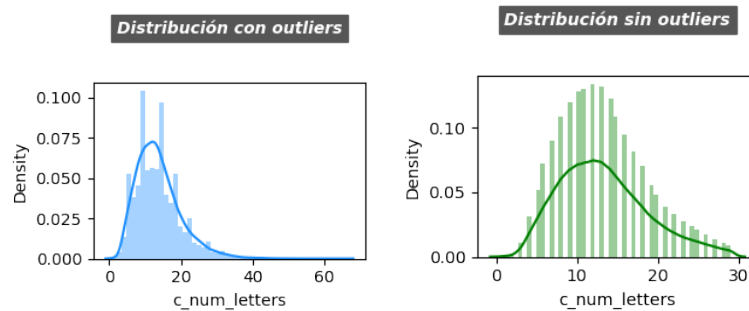 Distribución con outliers
Distribución sin outliers
0.100
0.075
0.050
0.025
0.000
Density
0
20
40
60
c_num_letters
0.10
0.05
0.00
Density
0
10
20
30
c_num_letters